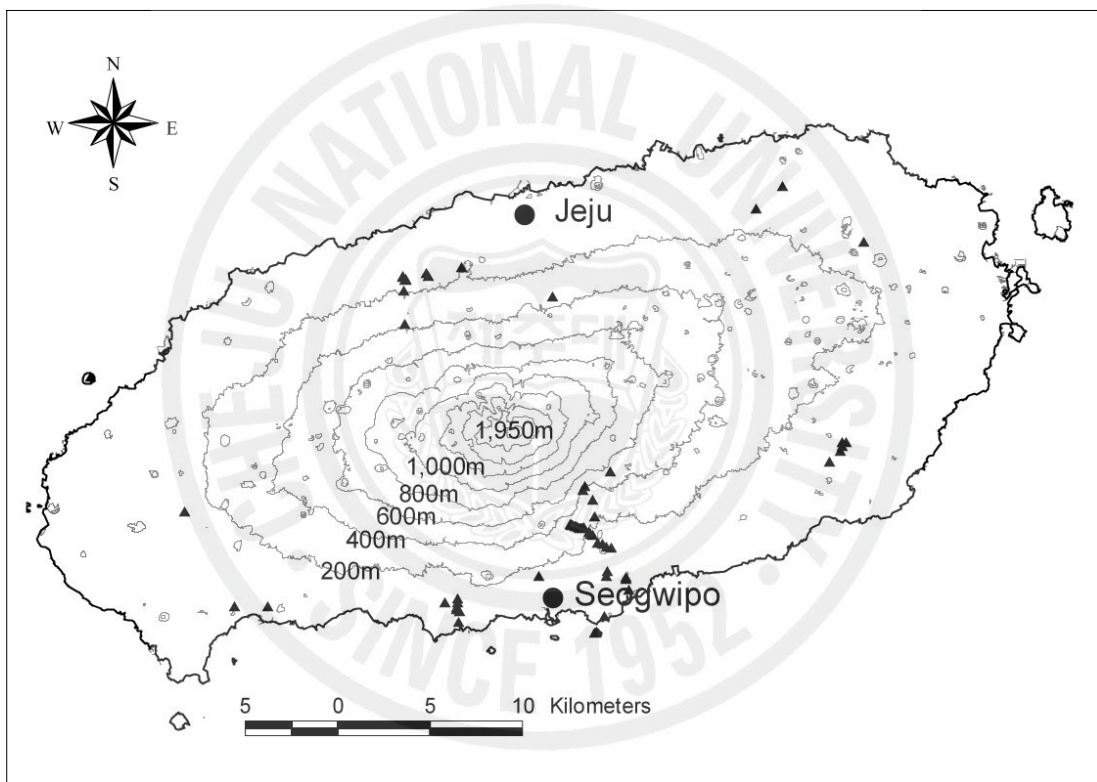 N
W E
S
Jeju
1,950m
1,000m
800m
600m
400m
200m
Seogwipo
5 0 5 10 Kilometers
CHEJU NATIONAL UNIVERSITY
SINCE 1952